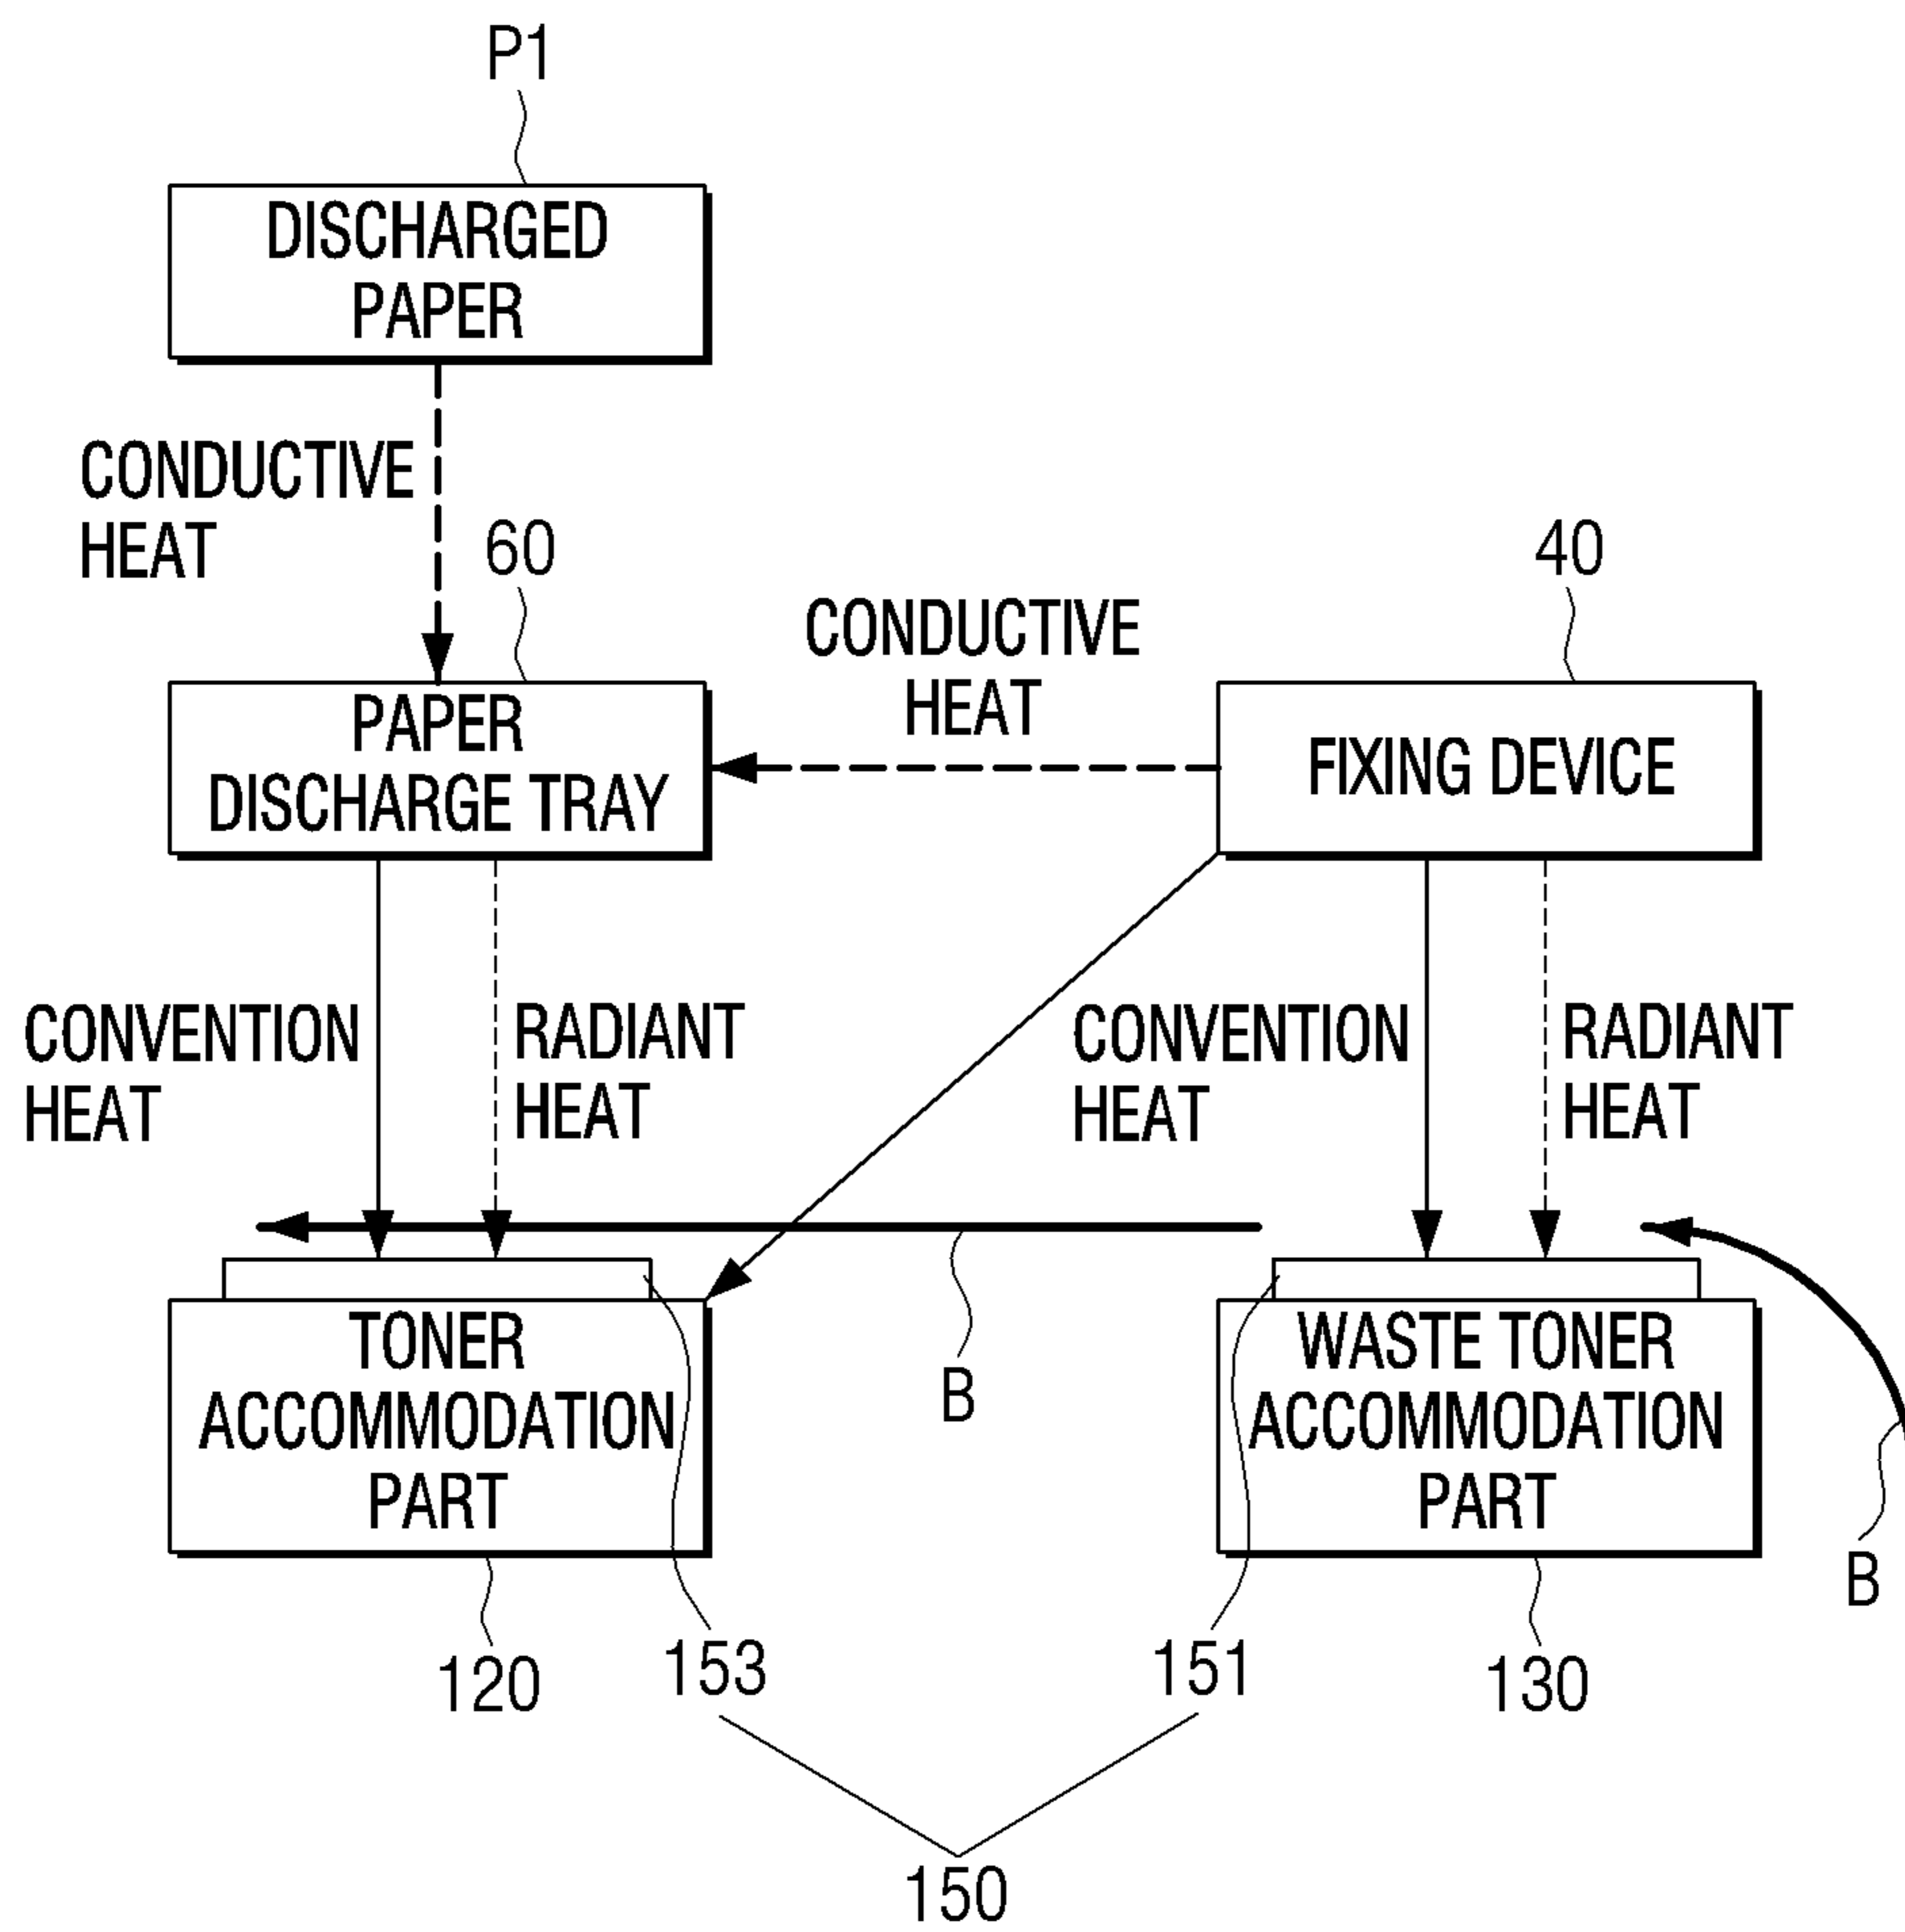 P1
DISCHARGED
PAPER
CONDUCTIVE
HEAT
60
40
CONDUCTIVE
HEAT
PAPER
DISCHARGE TRAY
FIXING DEVICE
CONVENTION
HEAT
RADIANT
HEAT
CONVENTION
HEAT
RADIANT
HEAT
TONER
ACCOMMODATION
PART
B
WASTE TONER
ACCOMMODATION
PART
B
120
153
151
130
150